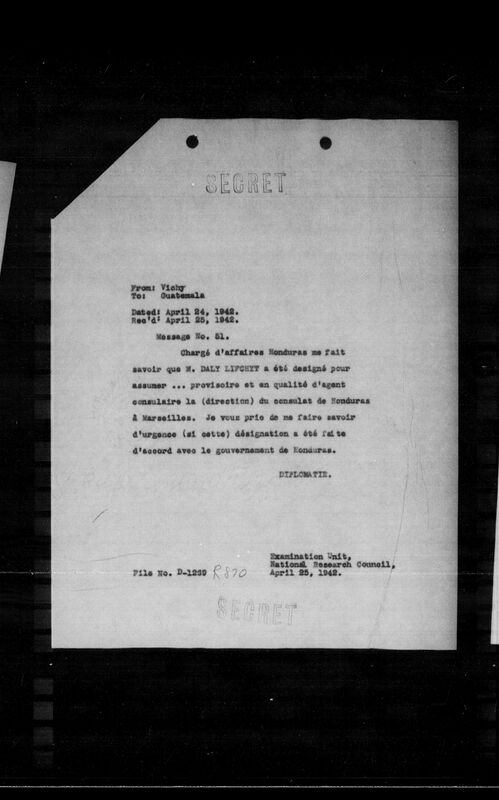 SECRET
From: Vichy
To: Guatemala
Dated: April 24, 1942.
Rec'd: April 25, 1942.
Message No. 51.
Chargé d'affaires Honduras me fait
savoir que M. DALY LIFCHYT a été designé pour
assumer ... provisoire et en qualité d'agent
consulaire la (direction) du consulat de Honduras
à Marseilles. Je vous prie de me faire savoir
d'urgence (si cette) désignation a été faite
d'accord avec le gouvernement de Honduras.
DIPLOMATIE.
Examination Unit,
National Research Council,
File No. D-1269 R870 April 25, 1942.
SECRET